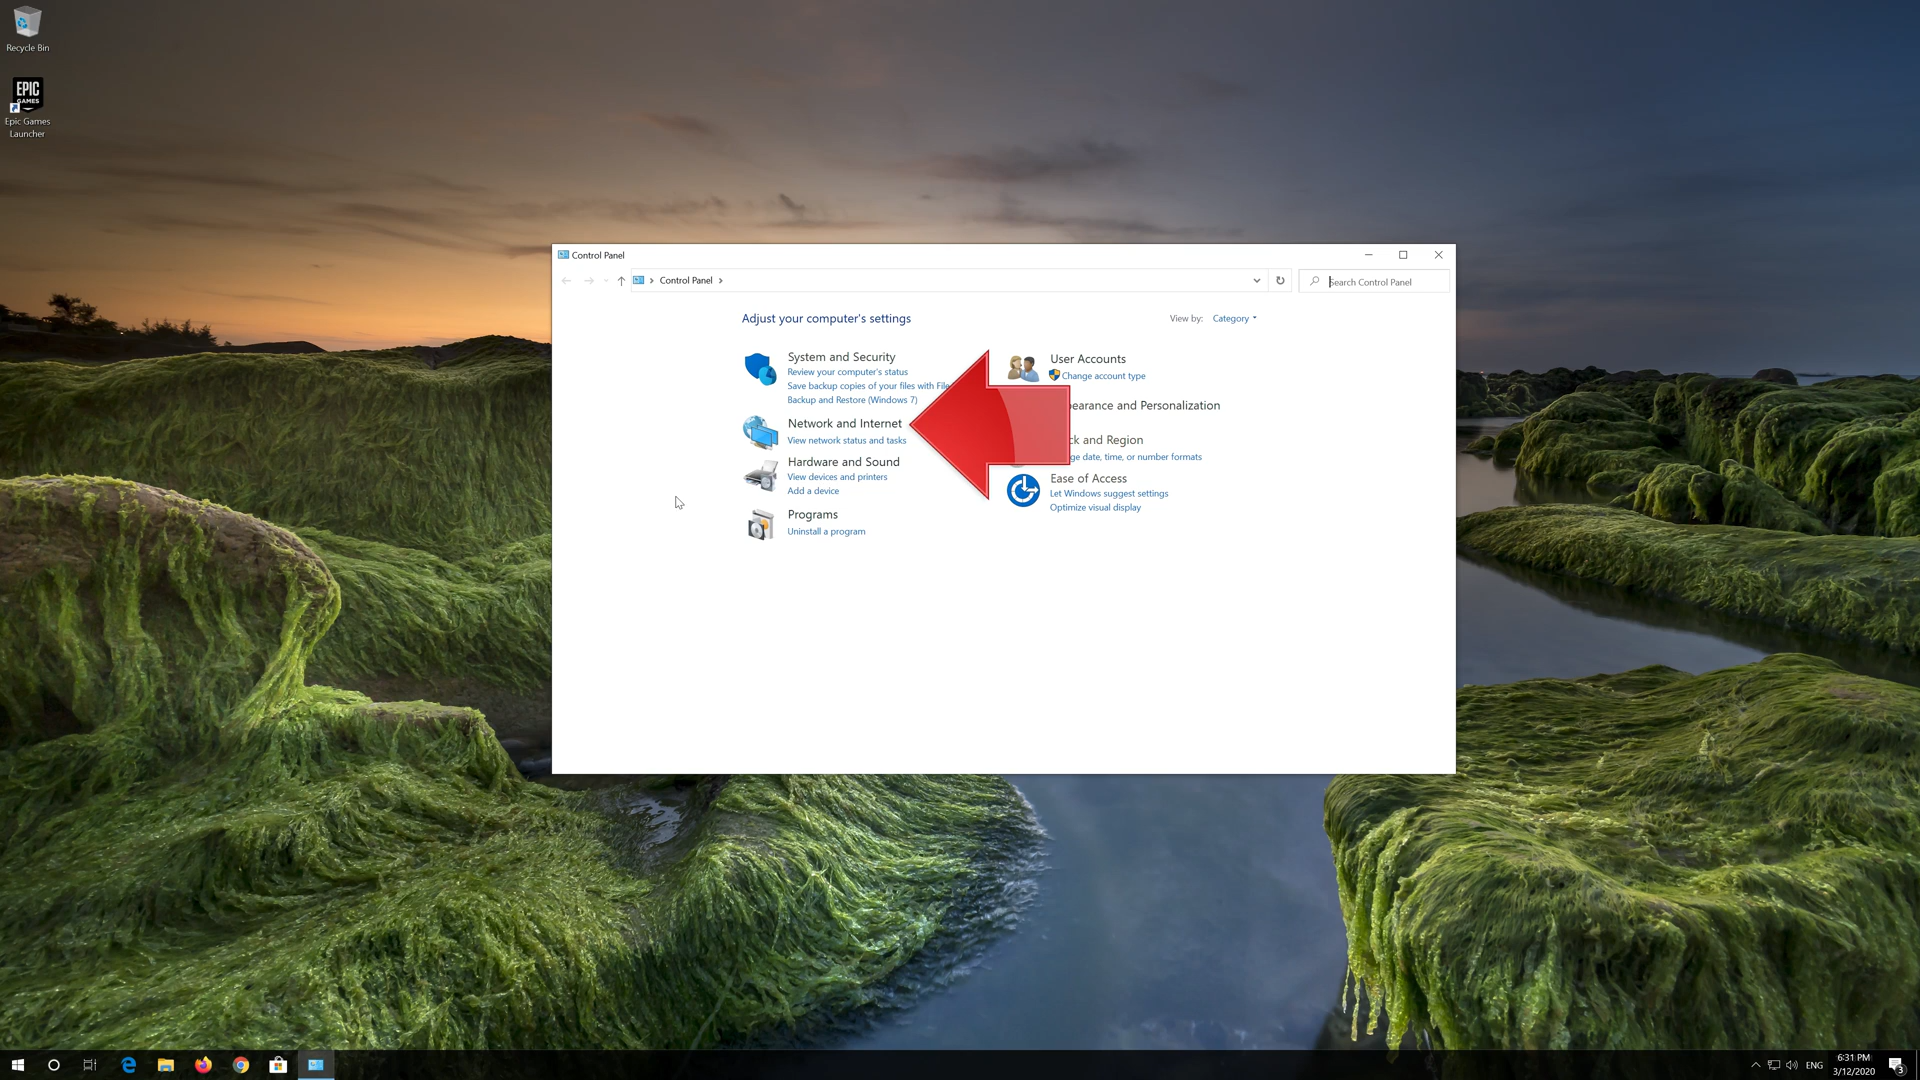 Recycle Bin
EPIC
GAMES
Epic Games
Launcher
Control Panel
Control Panel
Search Control Panel
Adjust your computer's settings
View by: Category
System and Security
Review your computer's status
Save backup copies of your files with File
Backup and Restore (Windows 7)
Network and Internet
View network status and tasks
Hardware and Sound
View devices and printers
Add a device
Programs
Uninstall a program
User Accounts
Change account type
pearance and Personalization
ck and Region
ge date, time, or number formats
Ease of Access
Let Windows suggest settings
Optimize visual display
ENG
6:31 PM
3/12/2020
3